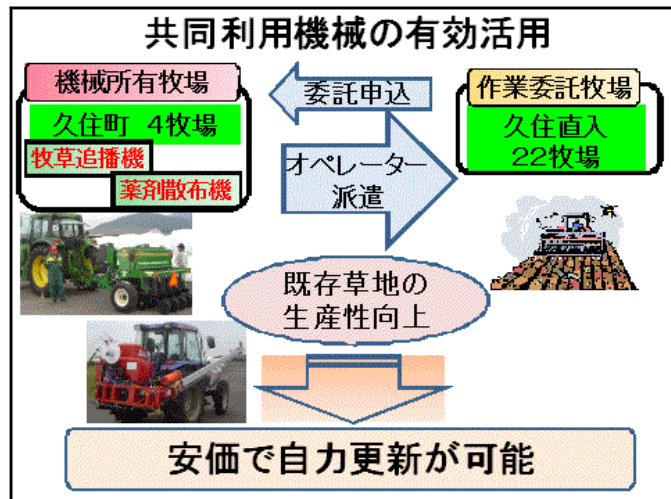 共同利用機械の有効活用
機械所有牧場
委託申込
作業委託牧場
久住町 4牧場
久住直入
22牧場
牧草追播機
薬剤散布機
オペレーター
派遣
既存草地の
生産性向上
安価で自力更新が可能